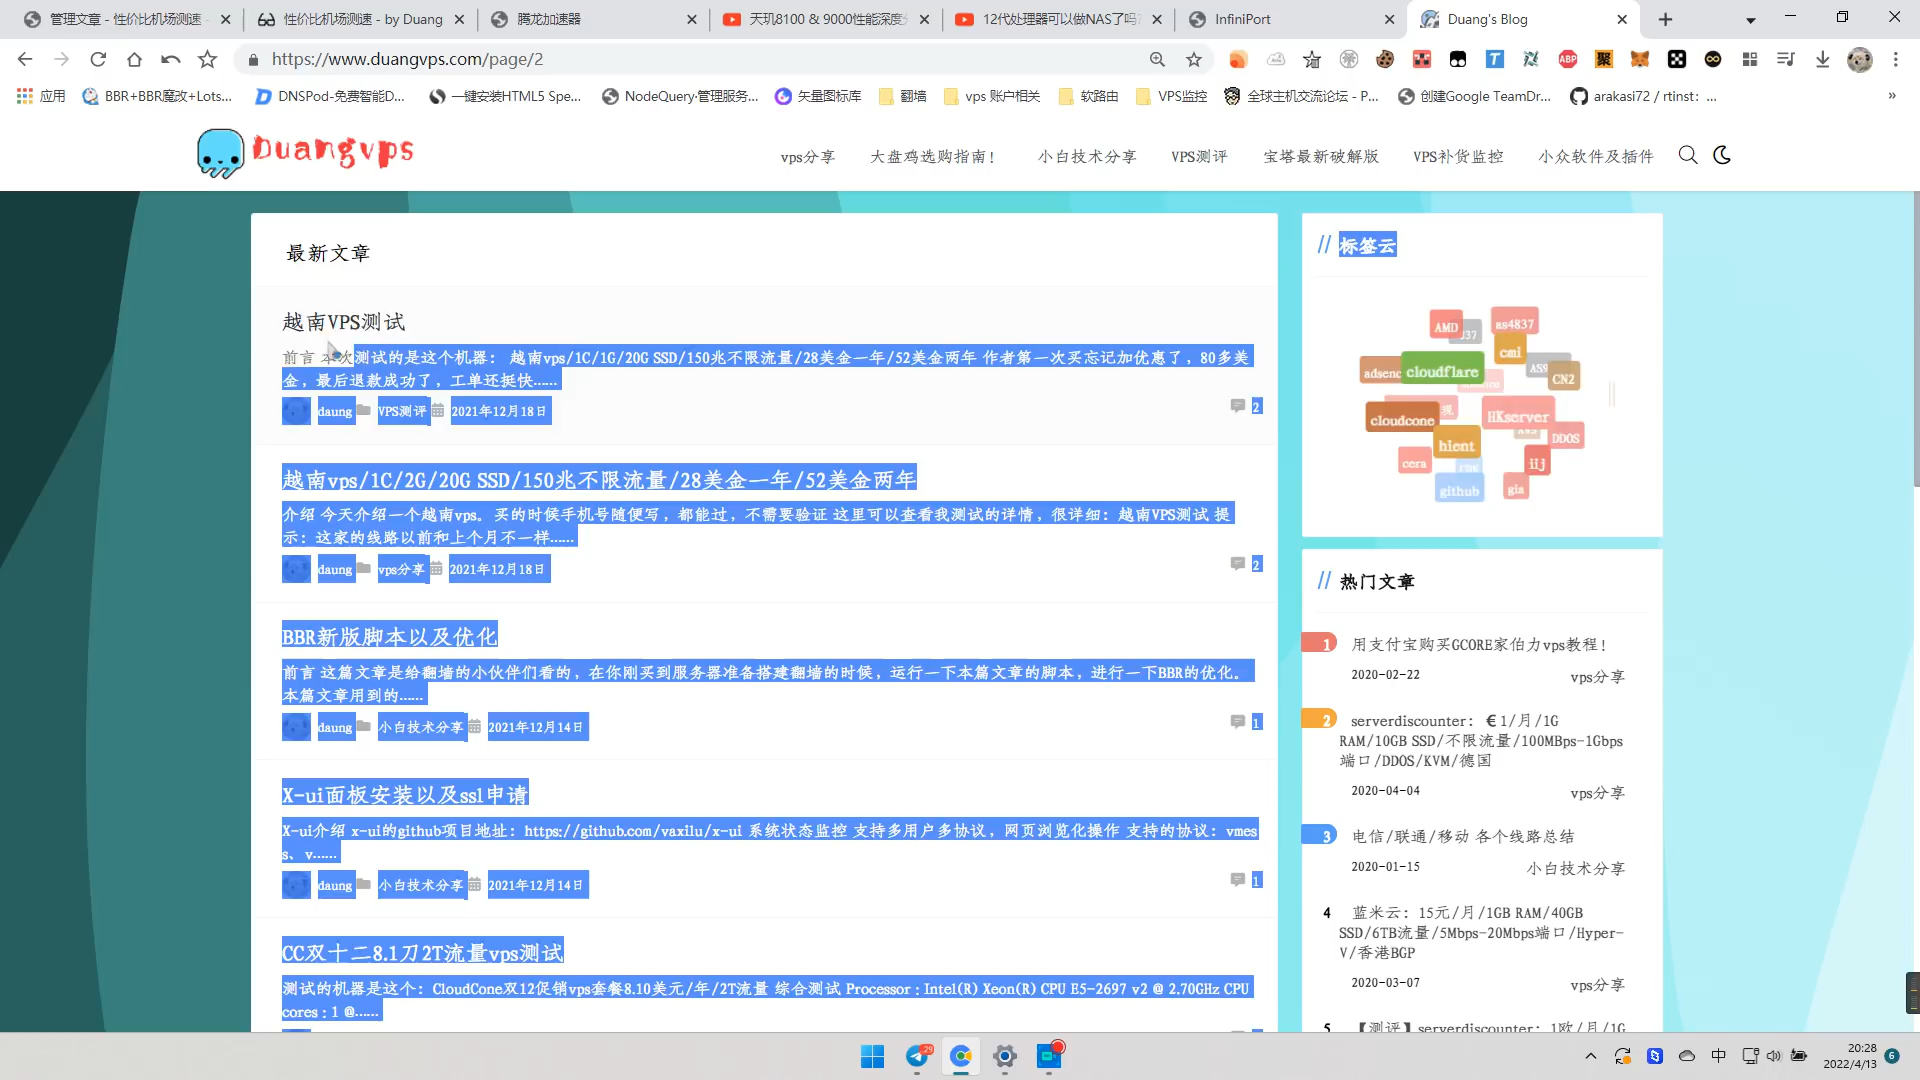 管理文章 - 性价比机场测速
性价比机场测速 - by Duang
腾龙加速器
天玑8100 & 9000性能深度
12代处理器可以做NAS了吗?
InfiniPort
Duang's Blog
https://www.duangvps.com/page/2
应用
BBR+BBR魔改+Lots...
DNSPod-免费智能D...
一键安装HTML5 Spe...
NodeQuery·管理服务...
矢量图标库
翻墙
vps 账户相关
软路由
VPS监控
全球主机交流论坛 - P...
创建Google TeamDr...
arakasi72 / rtinst: ...
»
Duangvps
vps分享
大盘鸡选购指南！
小白技术分享
VPS测评
宝塔最新破解版
VPS补货监控
小众软件及插件
最新文章
越南VPS测试
前言 本次测试的是这个机器： 越南vps/1C/1G/20G SSD/150兆不限流量/28美金一年/52美金两年 作者第一次买忘记加优惠了，80多美
金，最后退款成功了，工单还挺快……
daung VPS测评 2021年12月18日 2
越南vps/1C/2G/20G SSD/150兆不限流量/28美金一年/52美金两年
介绍 今天介绍一个越南vps。买的时候手机号随便写，都能过，不需要验证 这里可以查看我测试的详情，很详细：越南VPS测试 提
示：这家的线路以前和上个月不一样……
daung vps分享 2021年12月18日 2
BBR新版脚本以及优化
前言 这篇文章是给翻墙的小伙伴们看的，在你刚买到服务器准备搭建翻墙的时候，运行一下本篇文章的脚本，进行一下BBR的优化。
本篇文章用到的……
daung 小白技术分享 2021年12月14日 1
X-ui面板安装以及ssl申请
X-ui介绍 x-ui的github项目地址：https://github.com/vaxilu/x-ui 系统状态监控 支持多用户多协议，网页浏览化操作 支持的协议：vmes
s、v……
daung 小白技术分享 2021年12月14日 1
CC双十二8.1刀2T流量vps测试
测试的机器是这个：CloudCone双12促销vps套餐8.10美元/年/2T流量 综合测试 Processor : Intel(R) Xeon(R) CPU E5-2697 v2 @ 2.70GHz CPU
cores : 1 @……
// 标签云
AMD
as4837
cmi
adsenc
cloudflare
AS9
CN2
cloudcone
HKserver
hient
DDOS
cera
iij
github
gia
// 热门文章
1 用支付宝购买GCORE家伯力vps教程！
2020-02-22 vps分享
2 serverdiscounter：€1/月/1G
RAM/10GB SSD/不限流量/100MBps-1Gbps
端口/DDOS/KVM/德国
2020-04-04 vps分享
3 电信/联通/移动 各个线路总结
2020-01-15 小白技术分享
4 蓝米云：15元/月/1GB RAM/40GB
SSD/6TB流量/5Mbps-20Mbps端口/Hyper-
V/香港BGP
2020-03-07 vps分享
5 【测评】serverdiscounter：1欧/月/1G
29
中
20:28
2022/4/13
6